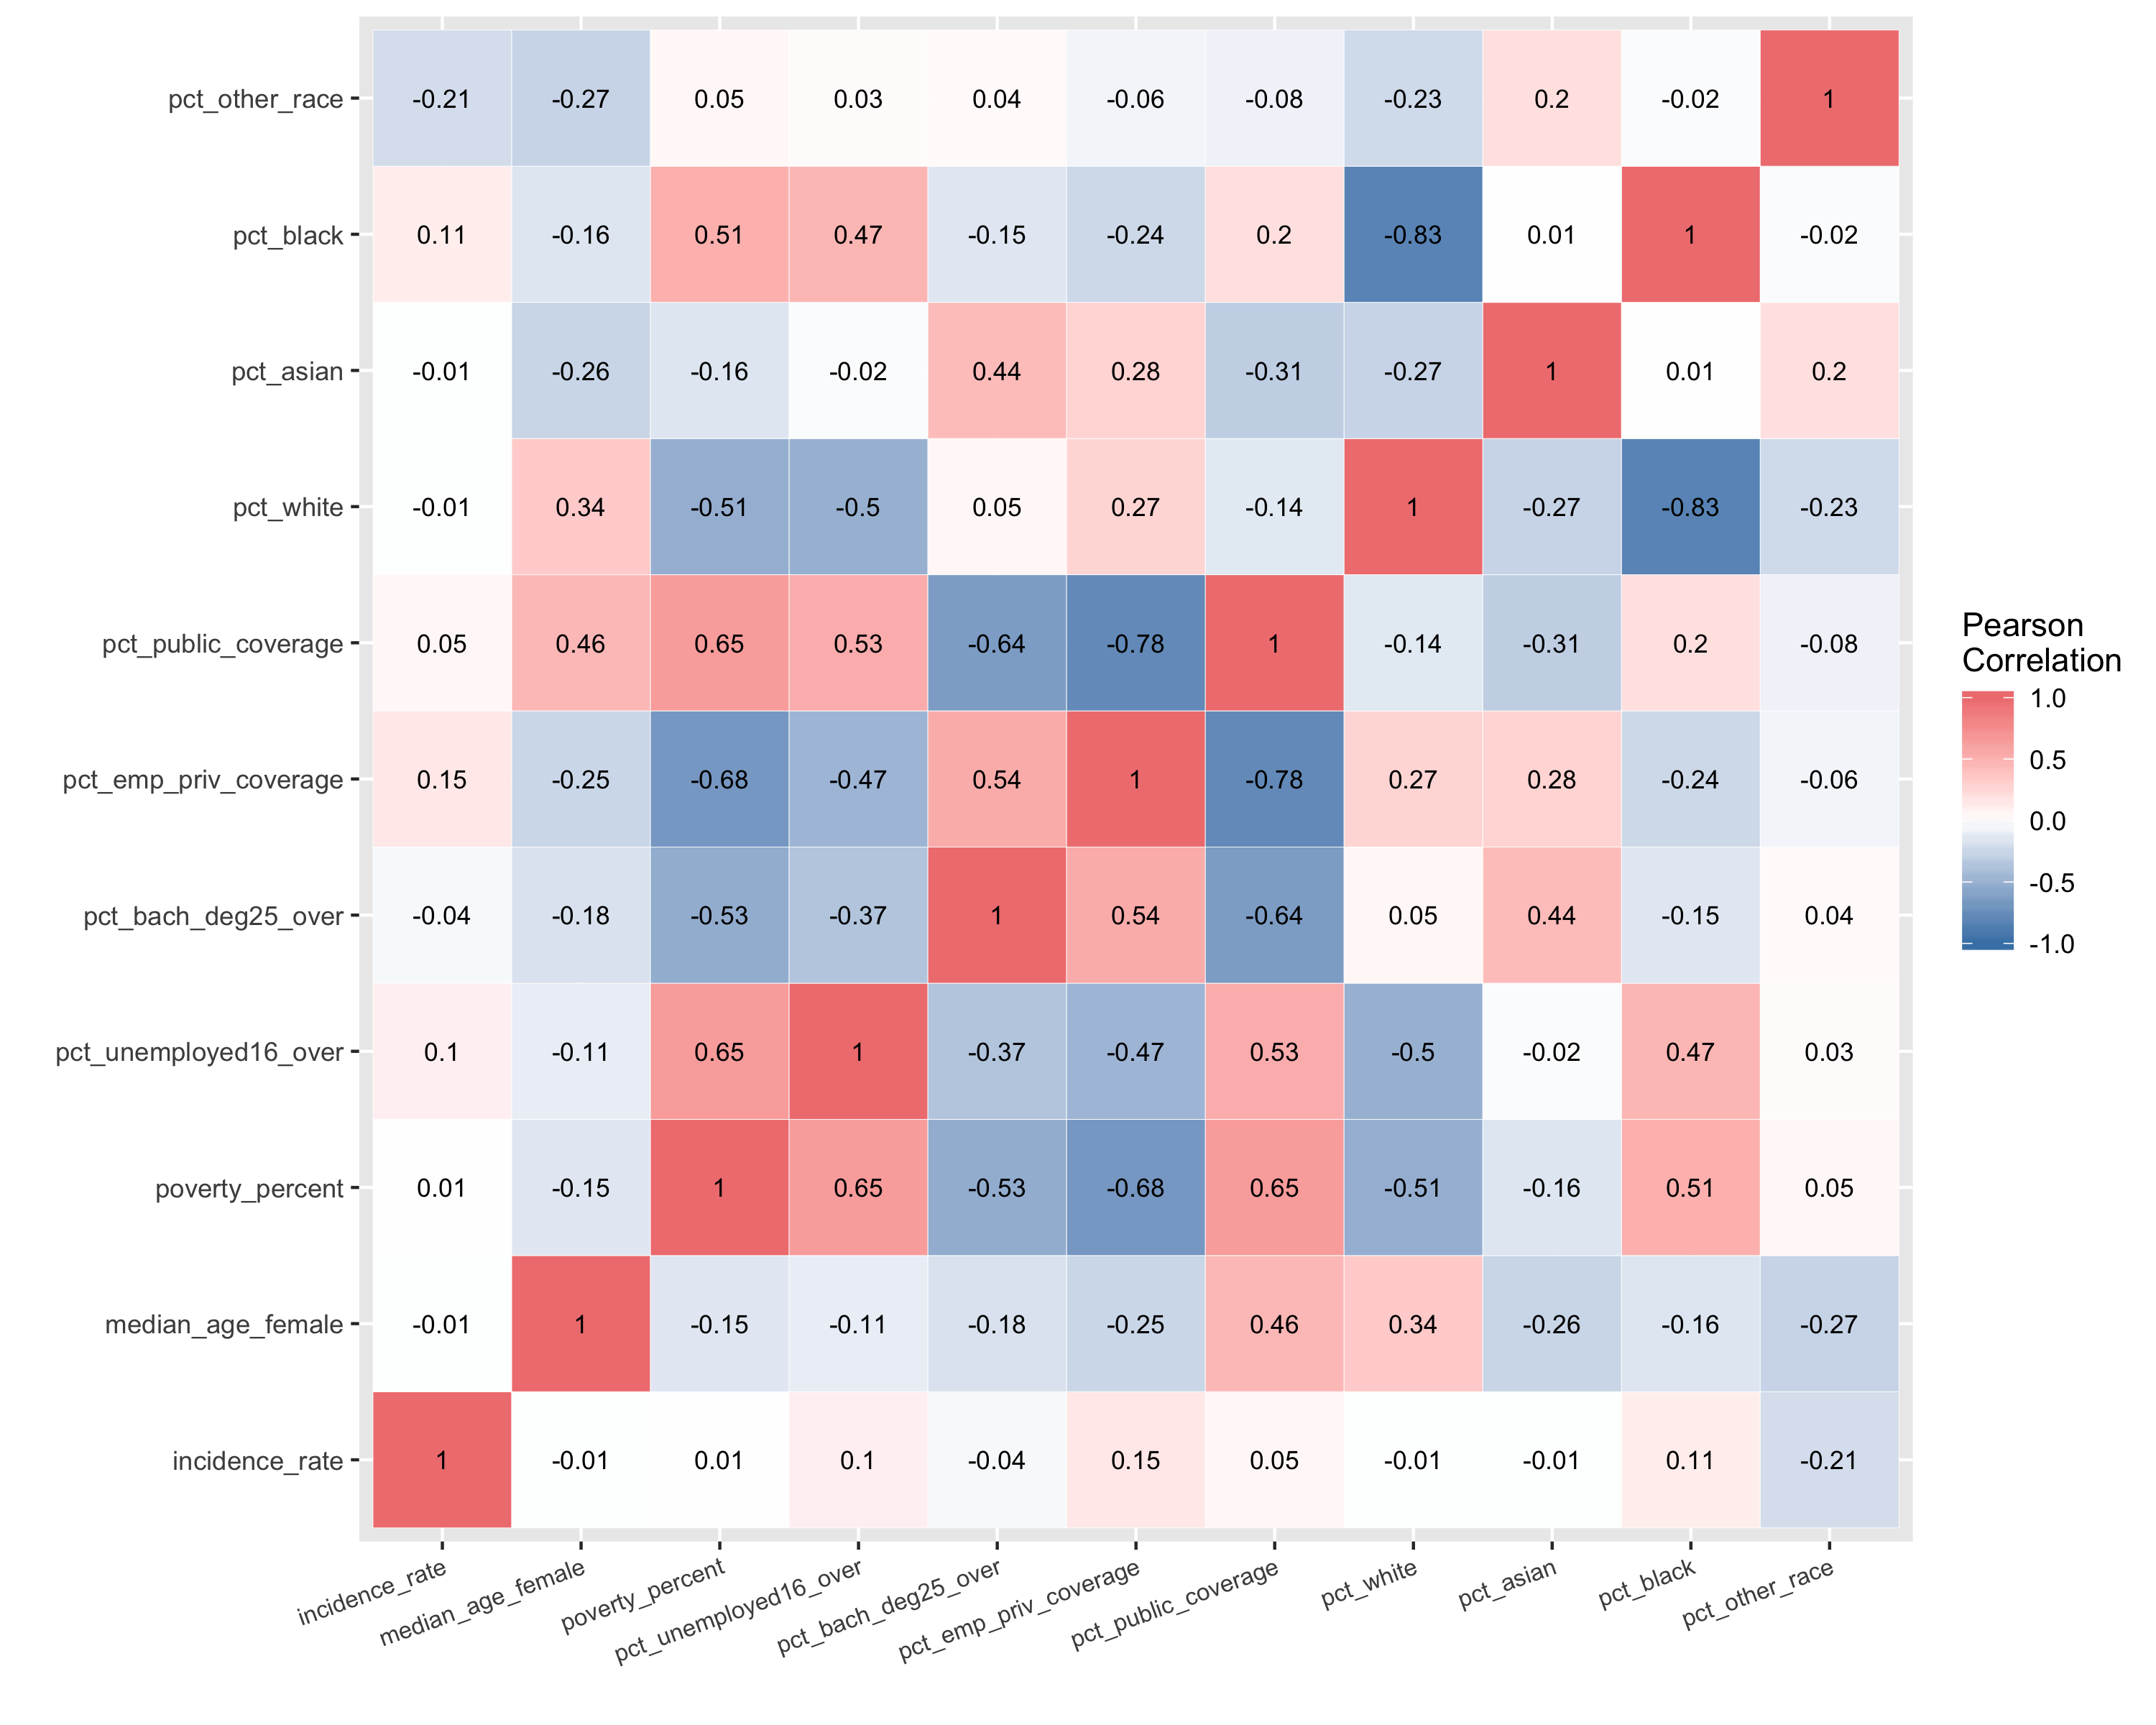 pct_other_race -0.21 -0.27 0.05 0.03 0.04 -0.06 -0.08 -0.23 0.2 -0.02 1
pct_black 0.11 -0.16 0.51 0.47 -0.15 -0.24 0.2 -0.83 0.01 1 -0.02
pct_asian -0.01 -0.26 -0.16 -0.02 0.44 0.28 -0.31 -0.27 1 0.01 0.2
pct_white -0.01 0.34 -0.51 -0.5 0.05 0.27 -0.14 1 -0.27 -0.83 -0.23
pct_public_coverage 0.05 0.46 0.65 0.53 -0.64 -0.78 1 -0.14 -0.31 0.2 -0.08
pct_emp_priv_coverage 0.15 -0.25 -0.68 -0.47 0.54 1 -0.78 0.27 0.28 -0.24 -0.06
pct_bach_deg25_over -0.04 -0.18 -0.53 -0.37 1 0.54 -0.64 0.05 0.44 -0.15 0.04
pct_unemployed16_over 0.1 -0.11 0.65 1 -0.37 -0.47 0.53 -0.5 -0.02 0.47 0.03
poverty_percent 0.01 -0.15 1 0.65 -0.53 -0.68 0.65 -0.51 -0.16 0.51 0.05
median_age_female -0.01 1 -0.15 -0.11 -0.18 -0.25 0.46 0.34 -0.26 -0.16 -0.27
incidence_rate 1 -0.01 0.01 0.1 -0.04 0.15 0.05 -0.01 -0.01 0.11 -0.21
incidence_rate
median_age_female
poverty_percent
pct_unemployed16_over
pct_bach_deg25_over
pct_emp_priv_coverage
pct_public_coverage
pct_white
pct_asian
pct_black
pct_other_race
Pearson
Correlation
1.0
0.5
0.0
-0.5
-1.0